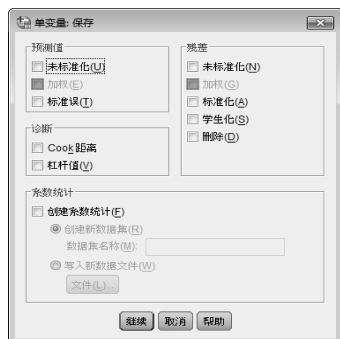 单变量: 保存
预测值
未标准化(U)
加权(E)
标准误(T)
诊断
Cook 距离
杠杆值(V)
残差
未标准化(N)
加权(G)
标准化(A)
学生化(S)
删除(D)
系数统计
创建系数统计(F)
创建新数据集(R)
数据集名称(M):
写入新数据文件(W)
文件(L)...
继续
取消
帮助